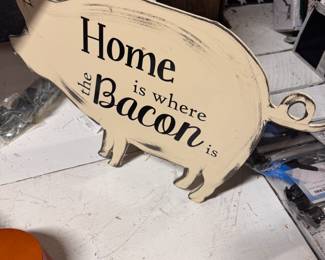 Home
is where
the Bacon is